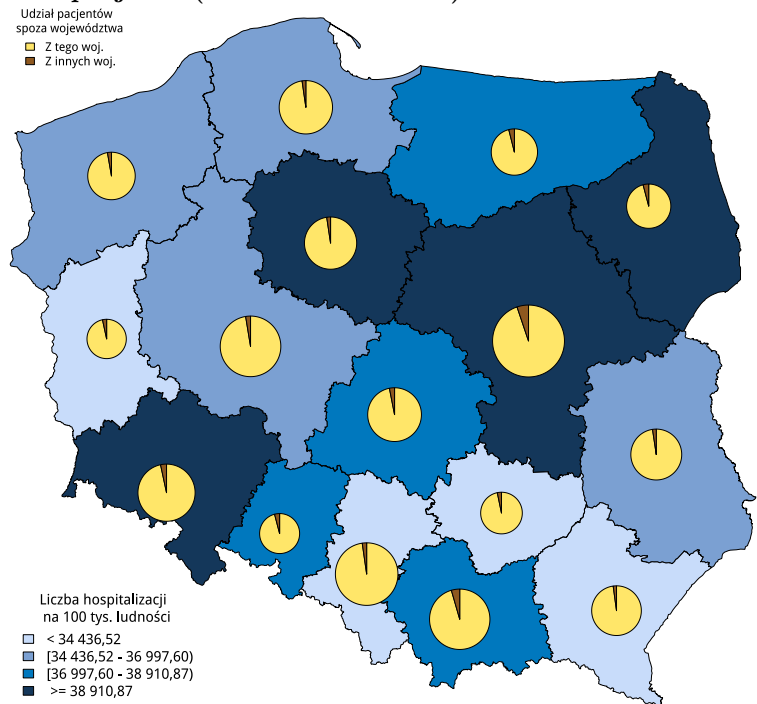 Udział pacjentów
spoza województwa
Z tego woj.
Z innych woj.
Liczba hospitalizacji
na 100 tys. ludności
< 34 436,52
[34 436,52 - 36 997,60)
[36 997,60 - 38 910,87)
>= 38 910,87